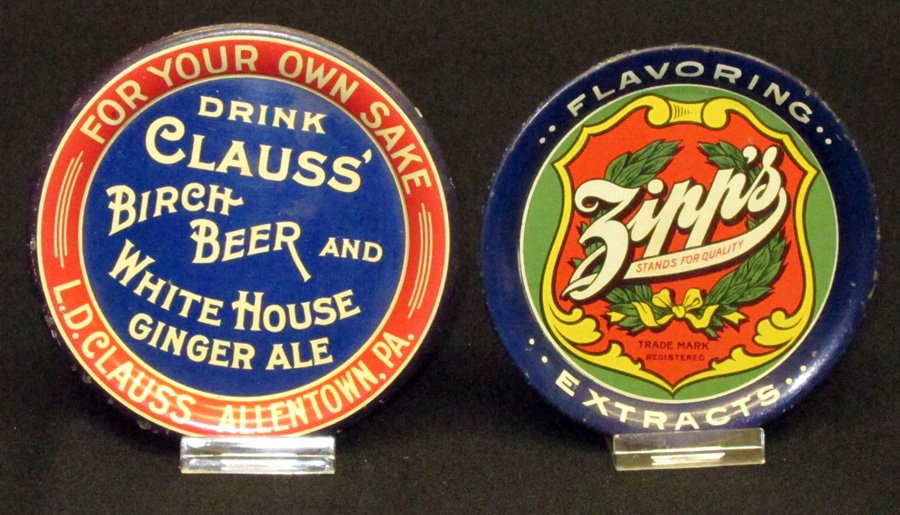 FOR YOUR OWN SAKE
DRINK
CLAUSS'
BIRCH
BEER AND
WHITE HOUSE
GINGER ALE
L.D. CLAUSS ALLENTOWN, PA.
FLAVORING
Zipp's
STANDS FOR QUALITY
TRADE MARK
REGISTERED
EXTRACTS